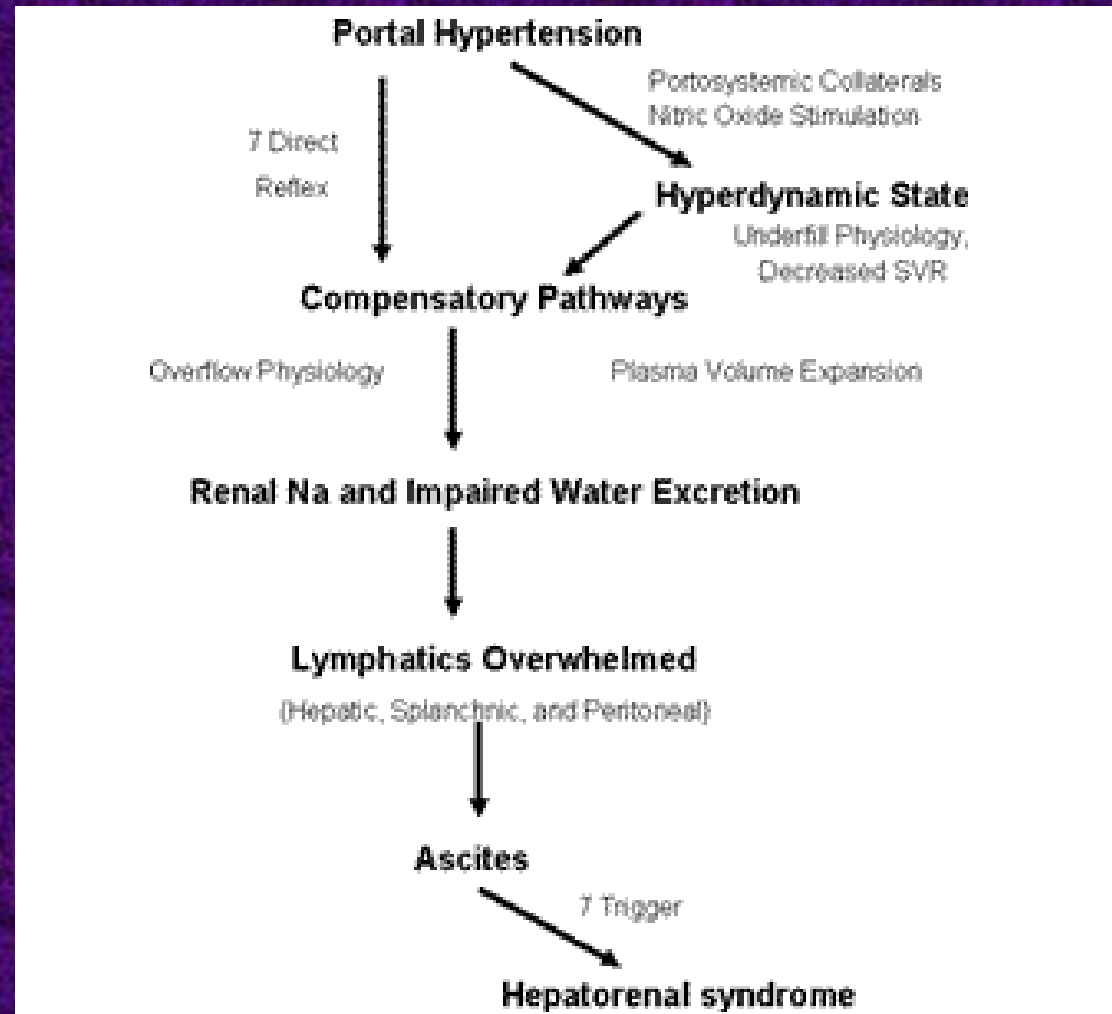 Portal Hypertension
Portosystemic Collaterals
Nitric Oxide Stimulation
7 Direct
Reflex
Hyperdynamic State
Underfill Physiology,
Decreased SVR
Compensatory Pathways
Overflow Physiology
Plasma Volume Expansion
Renal Na and Impaired Water Excretion
Lymphatics Overwhelmed
(Hepatic, Splanchnic, and Peritoneal)
Ascites
7 Trigger
Hepatorenal syndrome